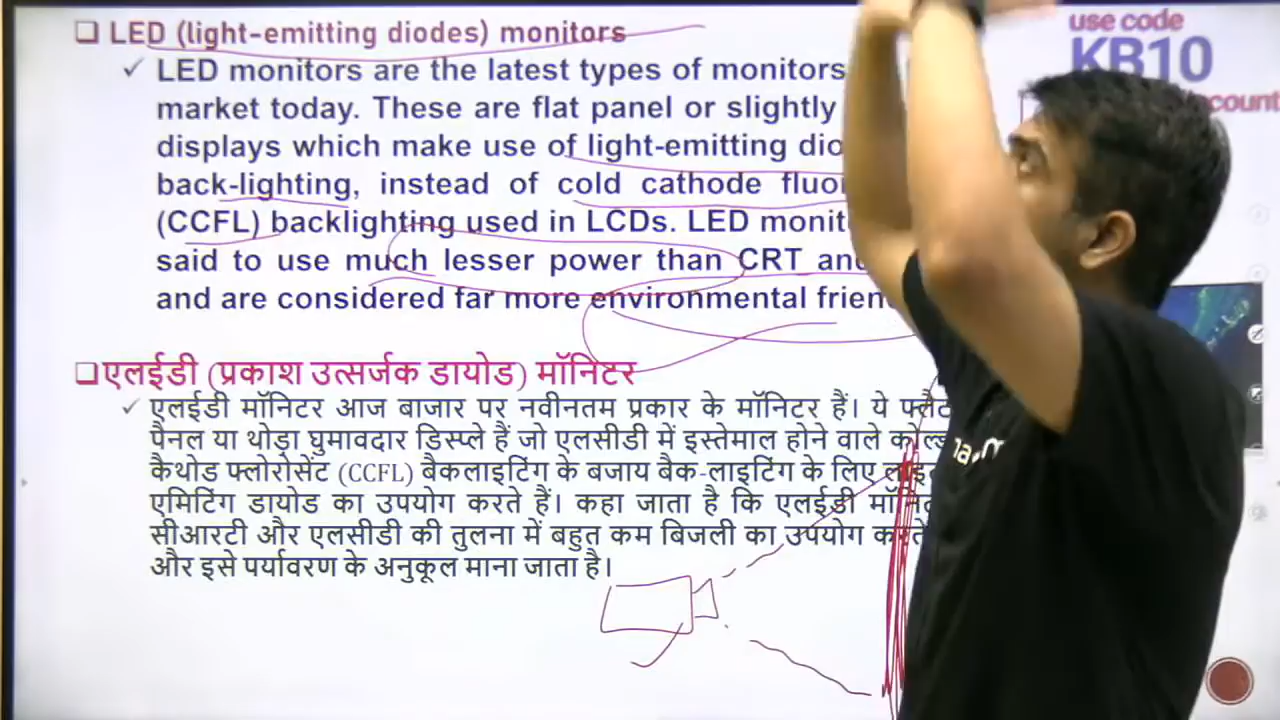 LED (light-emitting diodes) monitors
LED monitors are the latest types of monitors
market today. These are flat panel or slightly
displays which make use of light-emitting
back-lighting, instead of cold cathode
(CCFL) backlighting used in LCDs. LED
said to use much lesser power than CRT
and are considered far more environmental
एलईडी (प्रकाश उत्सर्जक डायोड) मॉनिटर
एलईडी मॉनिटर आज बाजार पर नवीनतम प्रकार के मॉनिटर हैं। ये फ्लैट
पैनल या थोड़ा घुमावदार डिस्प्ले हैं जो एलसीडी में इस्तेमाल होने वाले कोल्ड
कैथोड फ्लोरोसेंट (CCFL) बैकलाइटिंग के बजाय बैक-लाइटिंग के लिए
एमिटिंग डायोड का उपयोग करते हैं। कहा जाता है कि एलईडी
सीआरटी और एलसीडी की तुलना में बहुत कम बिजली का उपयोग करते
और इसे पर्यावरण के अनुकूल माना जाता है।
use code
KB10